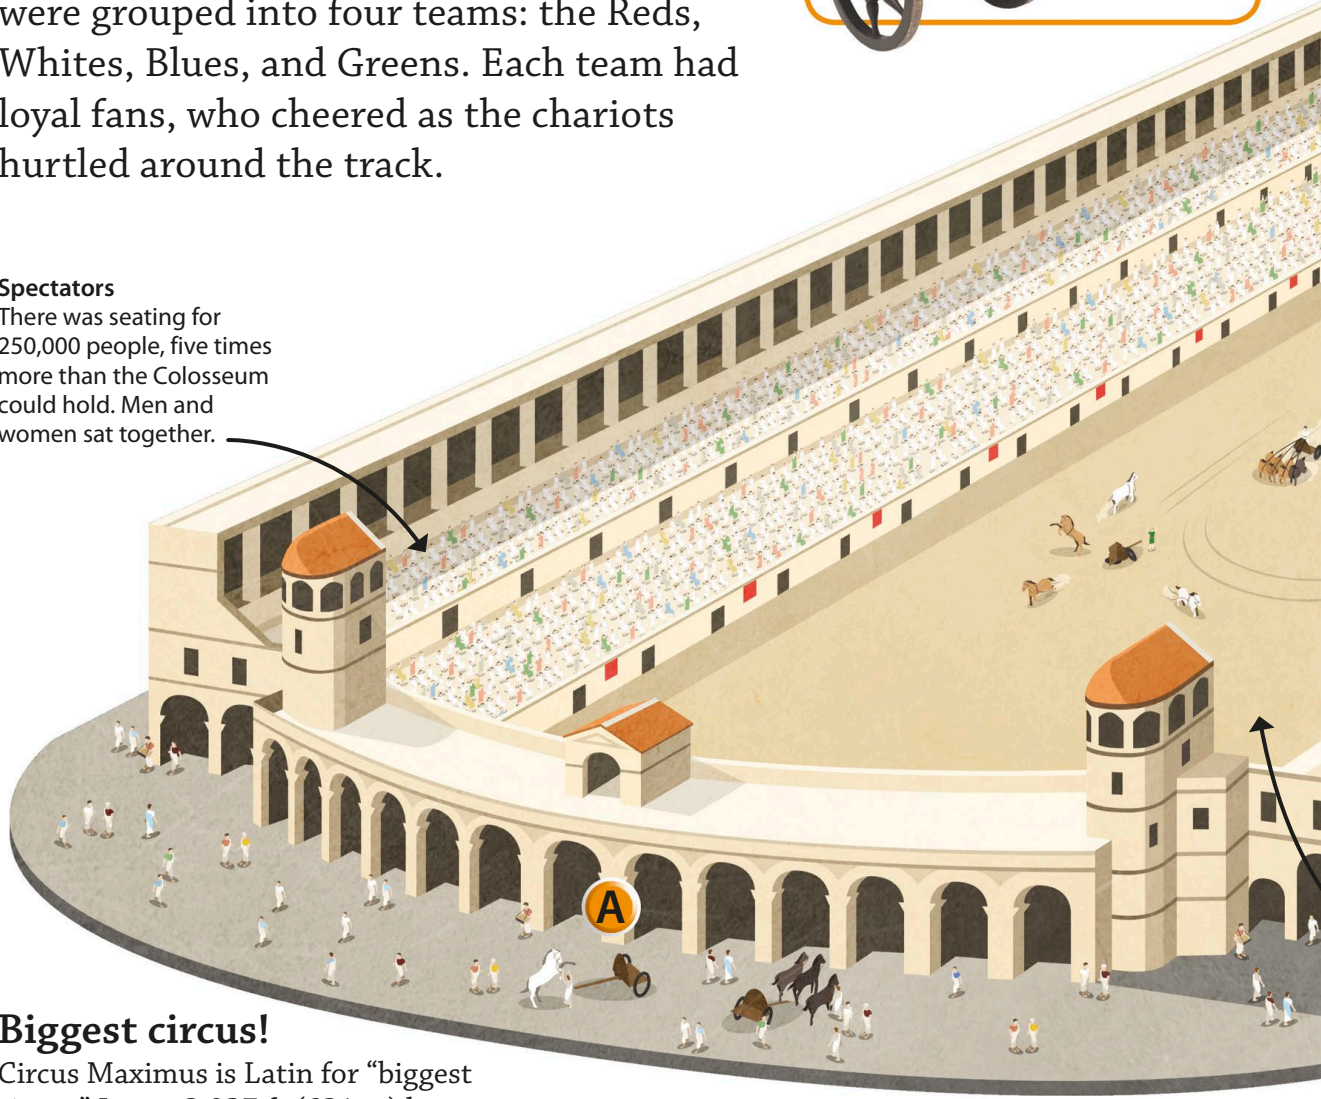 were grouped into four teams: the Reds,
Whites, Blues, and Greens. Each team had
loyal fans, who cheered as the chariots
hurtled around the track.
Spectators
There was seating for
250,000 people, five times
more than the Colosseum
could hold. Men and
women sat together.
A
Biggest circus!
Circus Maximus is Latin for “biggest